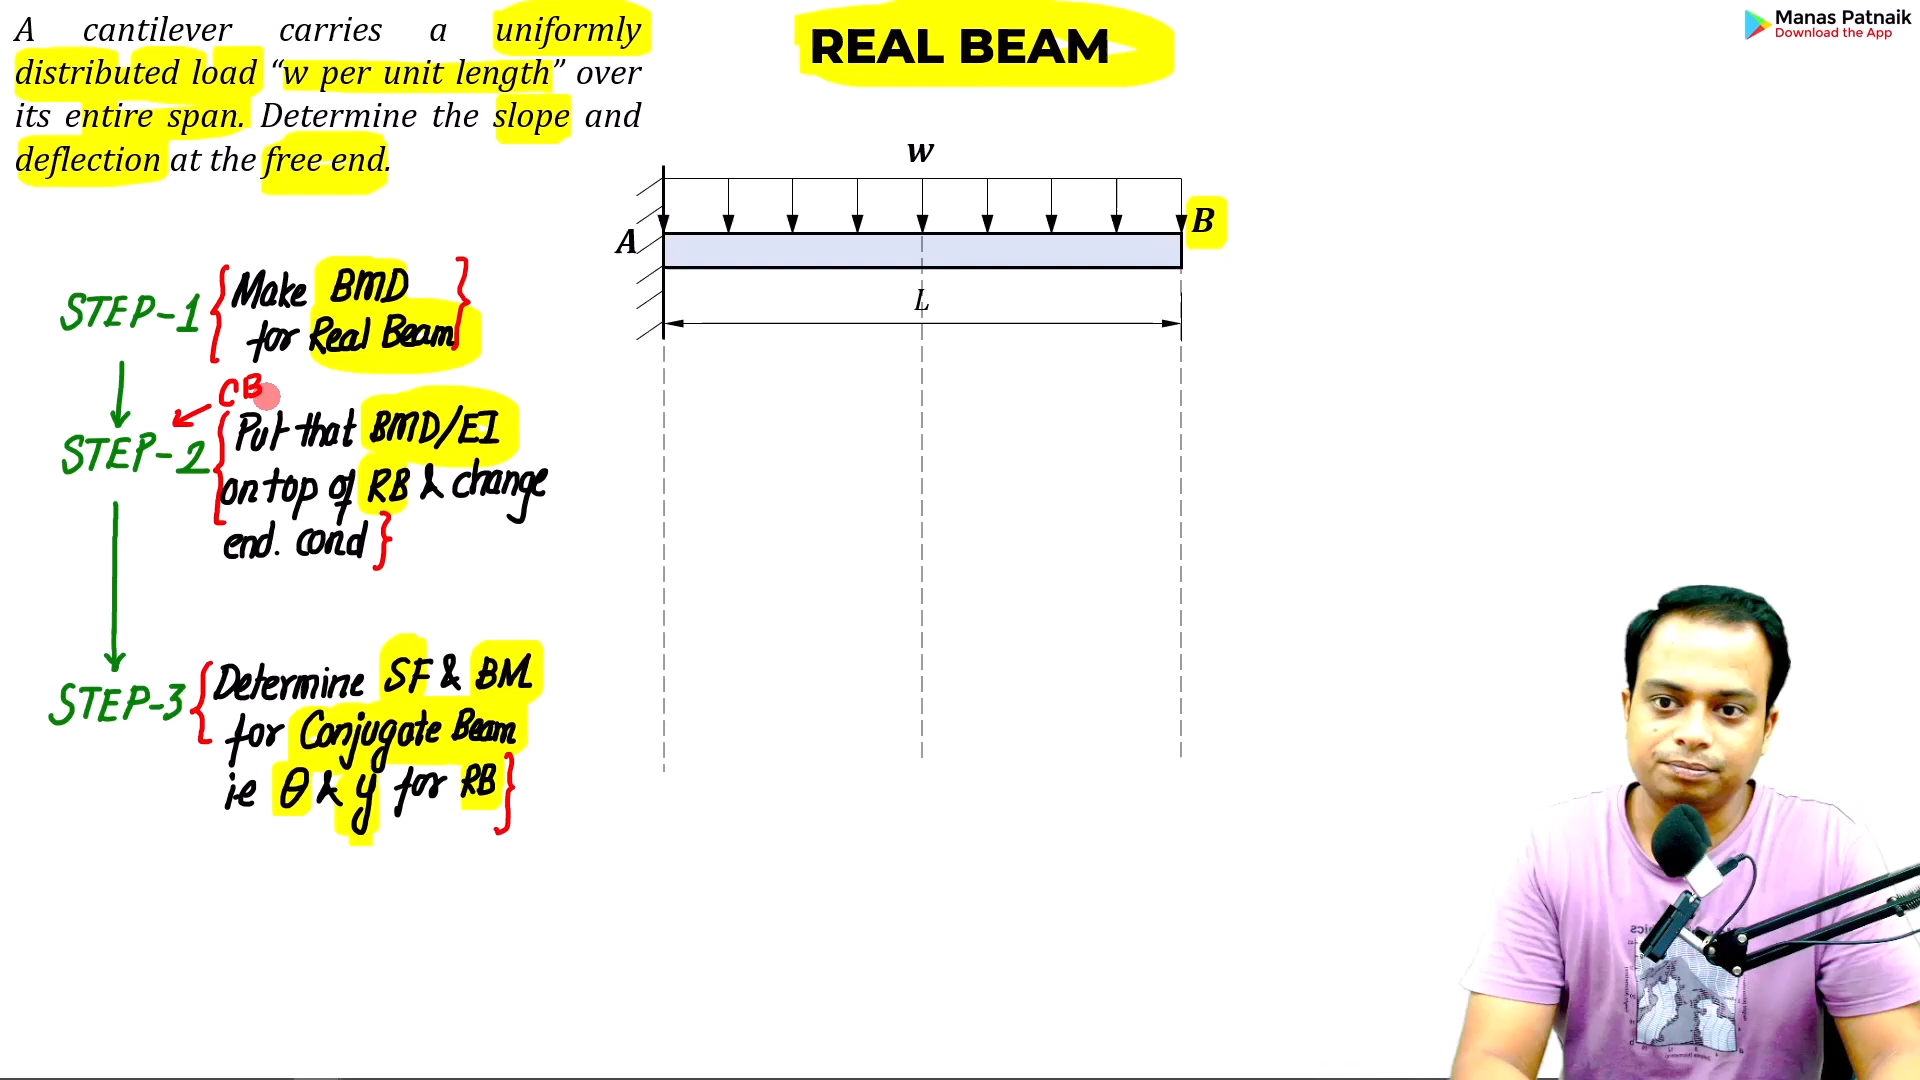 A cantilever carries a uniformly
distributed load “w per unit length” over
its entire span. Determine the slope and
deflection at the free end.
REAL BEAM
Manas Patnaik
Download the App
w
A
B
L
STEP-1 {Make BMD
for Real Beam}
CB
STEP-2 {Put that BMD/EI
on top of RB & change
end. cond}
STEP-3 {Determine SF & BM
for Conjugate Beam
ie θ & y for RB}